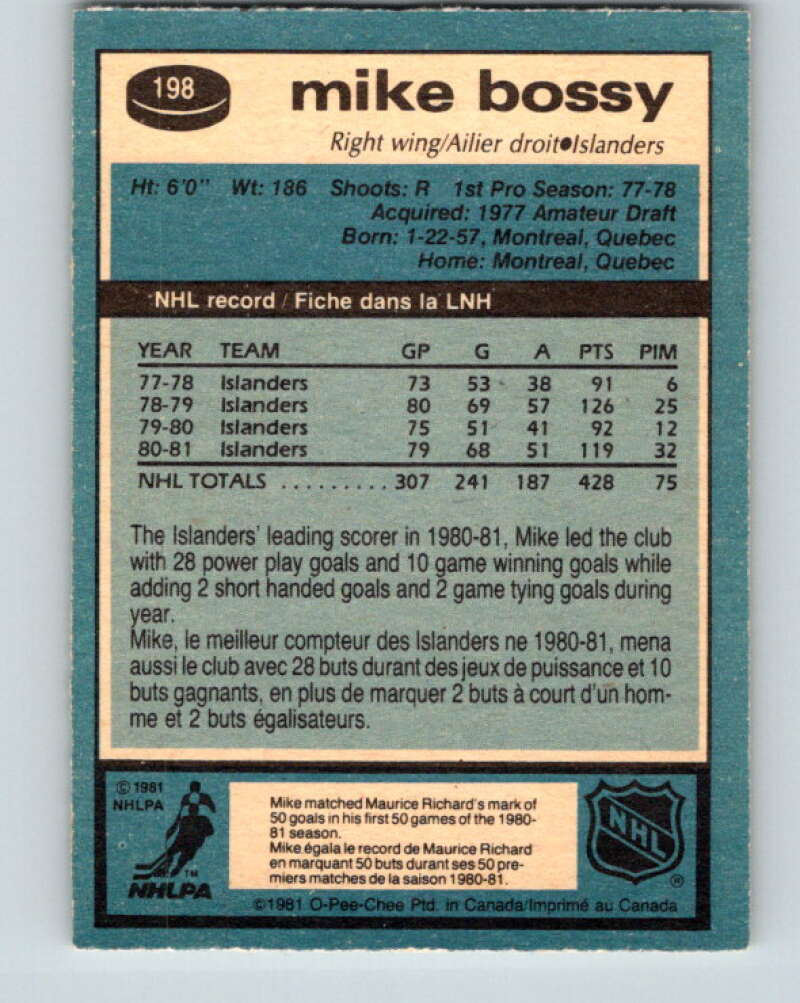 198
mike bossy
Right wing/Ailier droit●Islanders
Ht: 6'0" Wt: 186 Shoots: R 1st Pro Season: 77-78
Acquired: 1977 Amateur Draft
Born: 1-22-57, Montreal, Quebec
Home: Montreal, Quebec
NHL record / Fiche dans la LNH
YEAR TEAM GP G A PTS PIM
77-78 Islanders 73 53 38 91 6
78-79 Islanders 80 69 57 126 25
79-80 Islanders 75 51 41 92 12
80-81 Islanders 79 68 51 119 32
NHL TOTALS ......... 307 241 187 428 75
The Islanders' leading scorer in 1980-81, Mike led the club
with 28 power play goals and 10 game winning goals while
adding 2 short handed goals and 2 game tying goals during
year.
Mike, le meilleur compteur des Islanders ne 1980-81, mena
aussi le club avec 28 buts durant des jeux de puissance et 10
buts gagnants, en plus de marquer 2 buts à court d'un hom-
me et 2 buts égalisateurs.
© 1981
NHLPA
TM
NHLPA
Mike matched Maurice Richard's mark of
50 goals in his first 50 games of the 1980-
81 season.
Mike égala le record de Maurice Richard
en marquant 50 buts durant ses 50 pre-
miers matches de la saison 1980-81.
NHL
®
©1981 O-Pee-Chee Ptd. in Canada/Imprimé au Canada